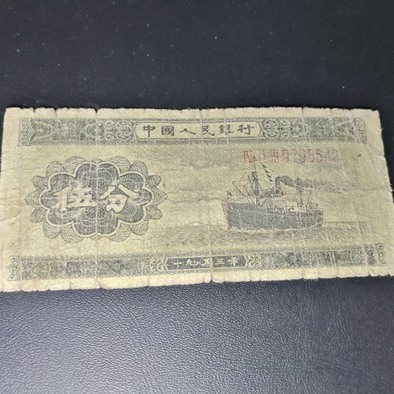 中國人民銀行
伍分
一九五三年